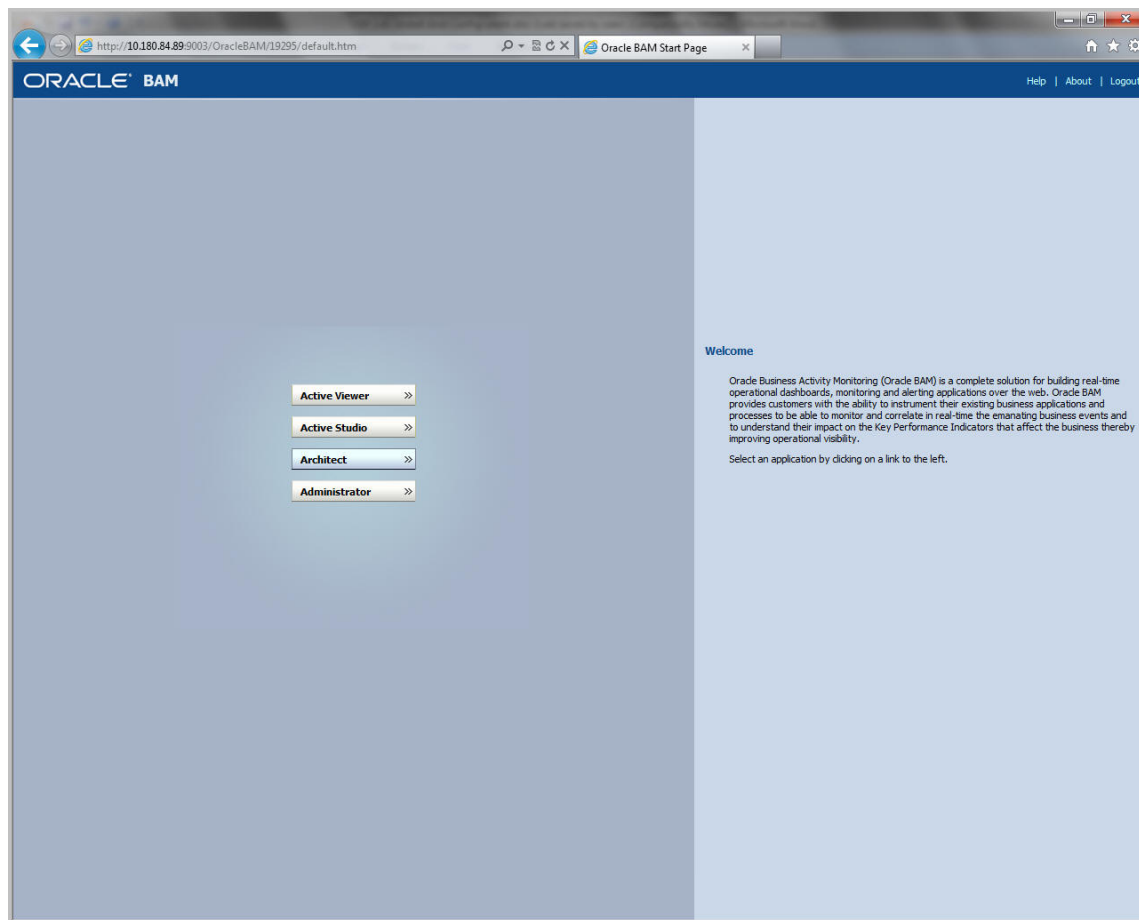 http://10.180.84.89:9003/OracleBAM/19295/default.htm
Oracle BAM Start Page
ORACLE BAM
Help | About | Logout
Active Viewer »
Active Studio »
Architect »
Administrator »
Welcome
Oracle Business Activity Monitoring (Oracle BAM) is a complete solution for building real-time
operational dashboards, monitoring and alerting applications over the web. Oracle BAM
provides customers with the ability to instrument their existing business applications and
processes to be able to monitor and correlate in real-time the emanating business events and
to understand their impact on the Key Performance Indicators that affect the business thereby
improving operational visibility.
Select an application by clicking on a link to the left.